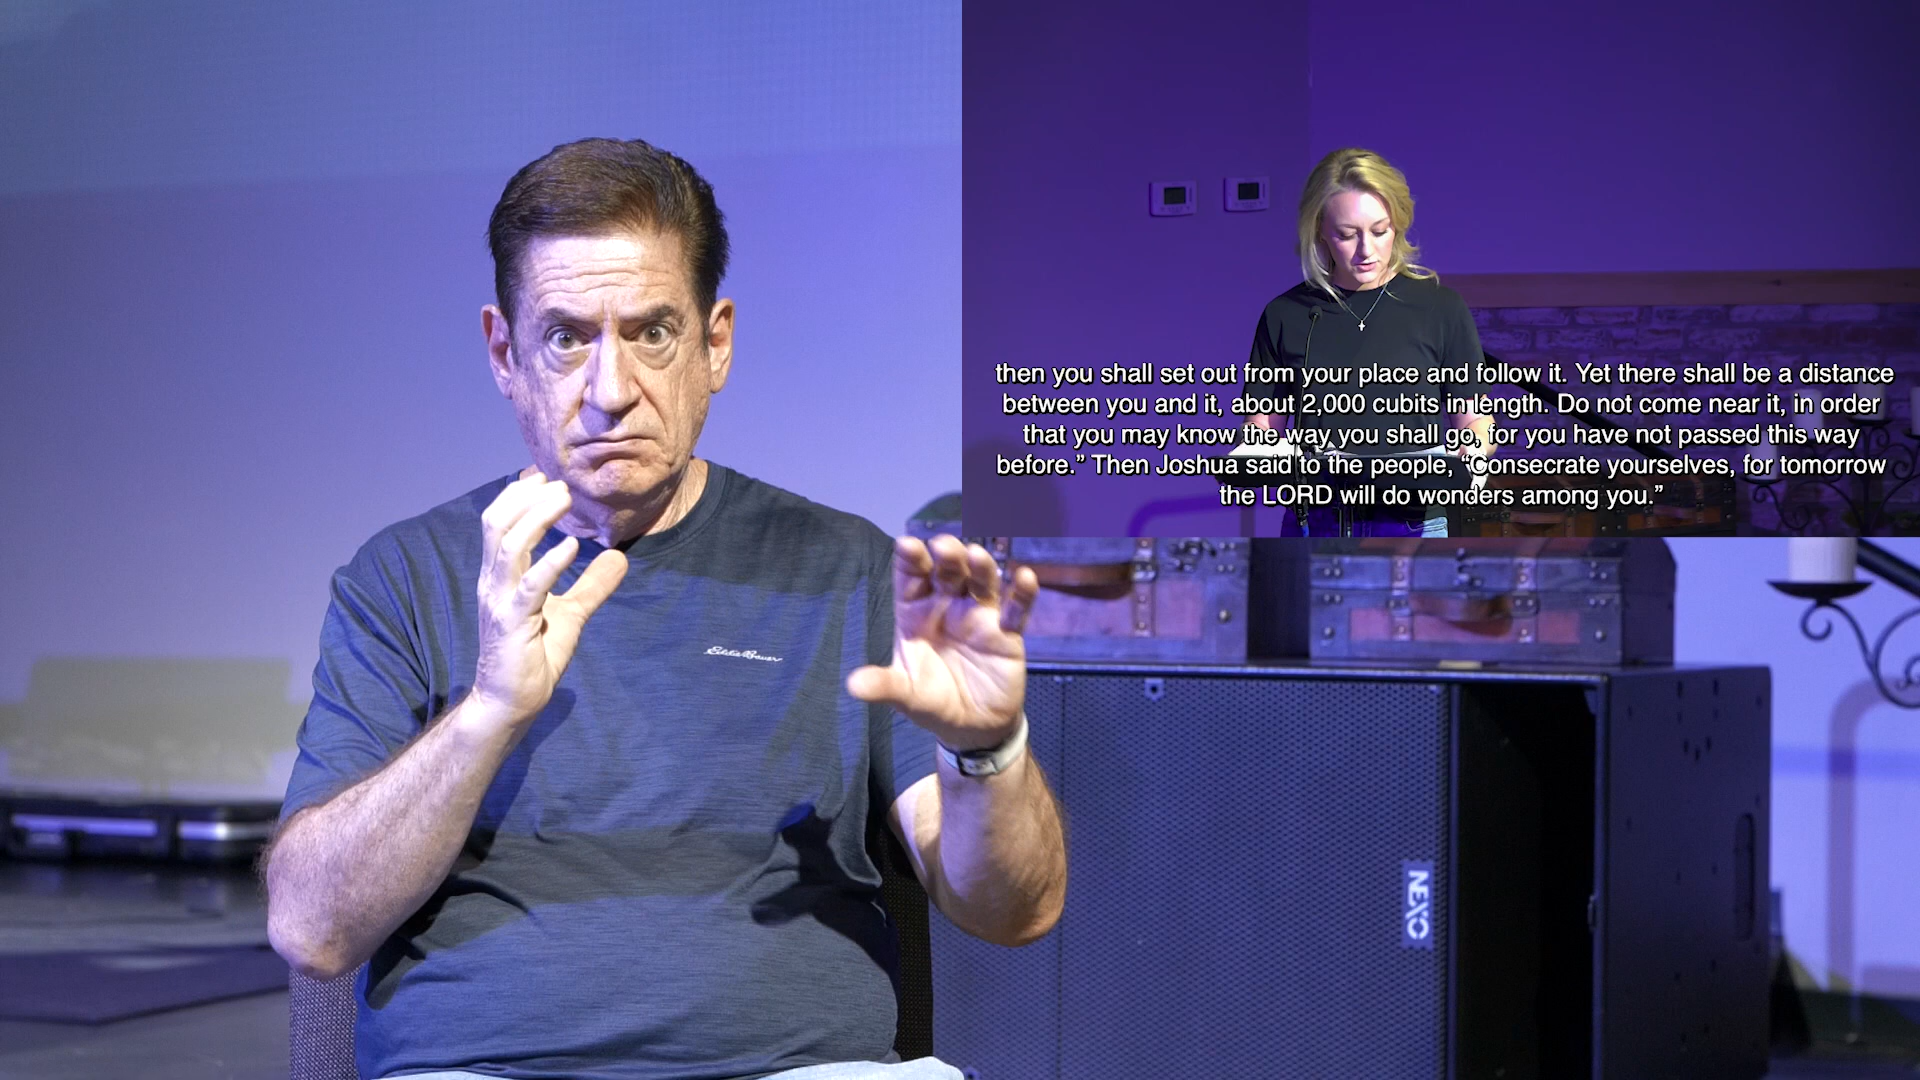 then you shall set out from your place and follow it. Yet there shall be a distance
between you and it, about 2,000 cubits in length. Do not come near it, in order
that you may know the way you shall go, for you have not passed this way
before.” Then Joshua said to the people, “Consecrate yourselves, for tomorrow
the LORD will do wonders among you.”
Eddie Bauer
NEXO